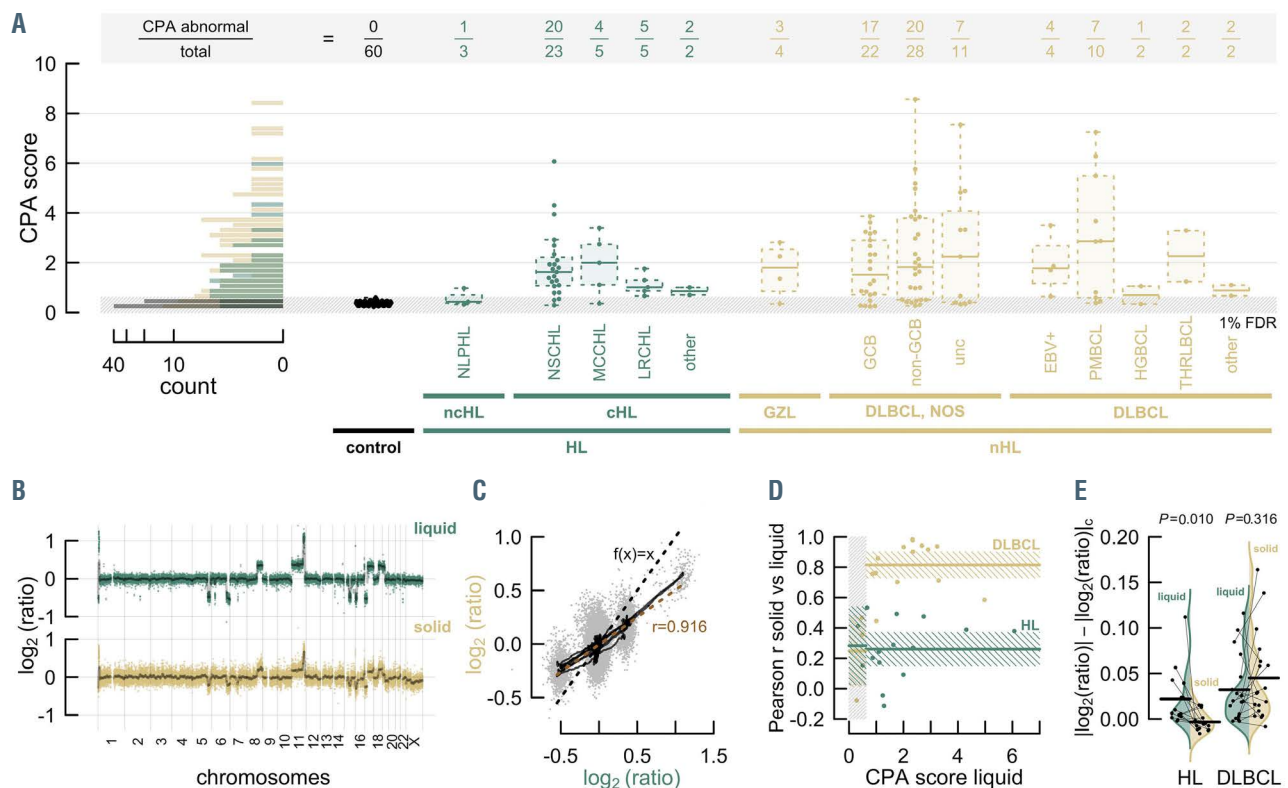 A
CPA abnormal
total
=
0
60
1
3
20
23
4
5
5
5
2
2
3
4
17
22
20
28
7
11
4
4
7
10
1
2
2
2
2
2
CPA score
10
8
6
4
2
0
40
10
0
count
1% FDR
NLPHL
NSCHL
MCCHL
LRCHL
other
GCB
non-GCB
unc
EBV+
PMBCL
HGBCL
THRLBCL
other
ncHL
cHL
GZL
DLBCL, NOS
DLBCL
control
HL
nHL
B
liquid
1
0
-1
log2 (ratio)
solid
1
0
-1
1 2 3 4 5 6 7 8 9 10 11 12 13 14 16 18 20 22 X
chromosomes
C
1.0
0.5
0.0
-0.5
log2 (ratio)
f(x)=x
r=0.916
-0.5 0.0 0.5 1.0 1.5
log2 (ratio)
D
Pearson r solid vs liquid
1.0
0.8
0.6
0.4
0.2
0.0
-0.2
DLBCL
HL
0 2 4 6
CPA score liquid
E
|log2(ratio)| − |log2(ratio)|c
P=0.010 P=0.316
0.20
0.15
0.10
0.05
0.00
liquid
solid
liquid
solid
HL DLBCL